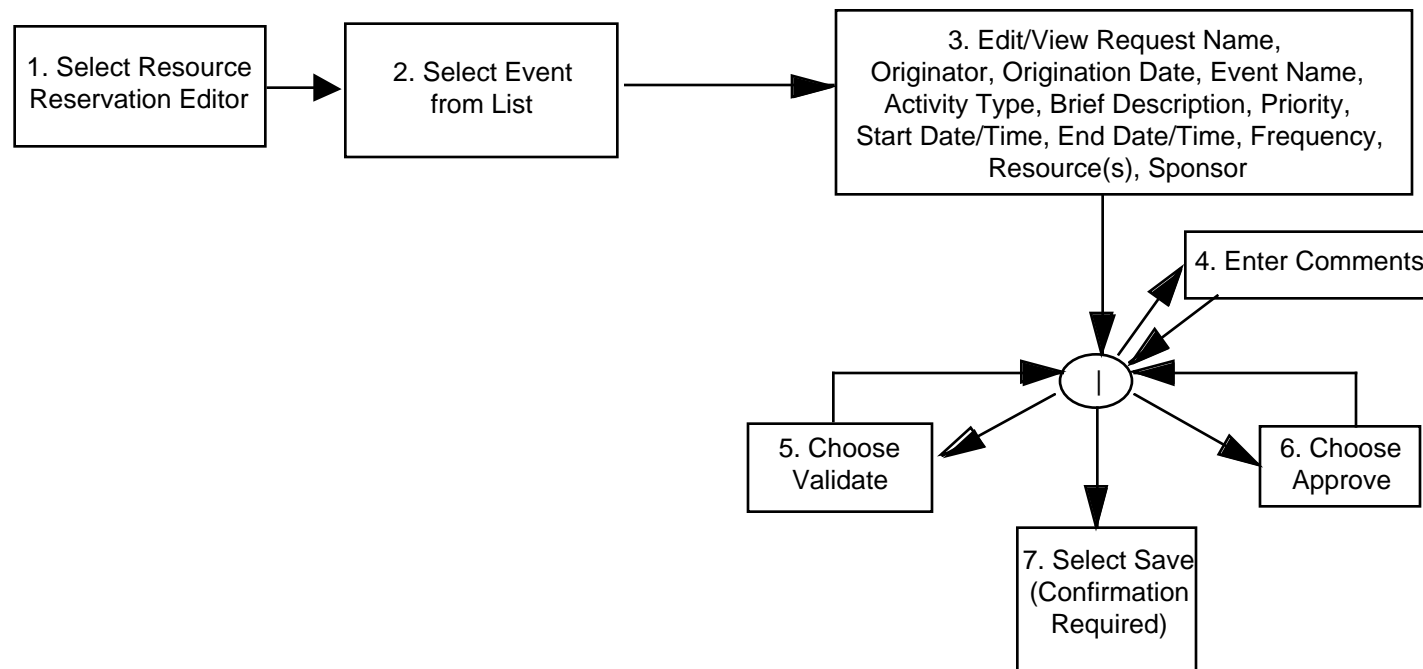 1. Select Resource
Reservation Editor
2. Select Event
from List
3. Edit/View Request Name,
Originator, Origination Date, Event Name,
Activity Type, Brief Description, Priority,
Start Date/Time, End Date/Time, Frequency,
Resource(s), Sponsor
4. Enter Comments
|
5. Choose
Validate
6. Choose
Approve
7. Select Save
(Confirmation
Required)